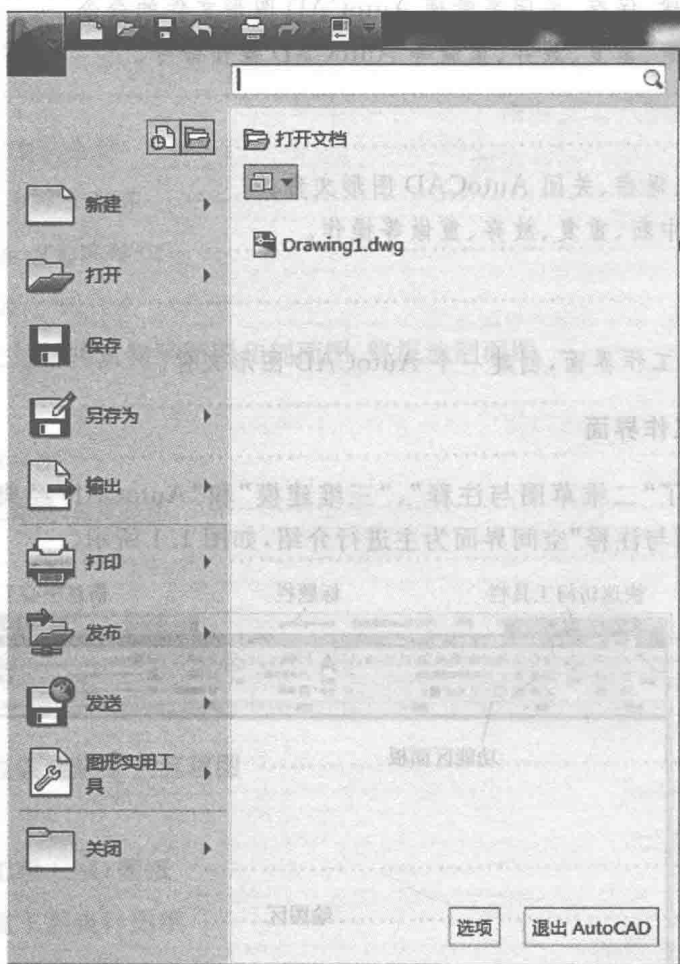 打开文档
新建
Drawing1.dwg
打开
保存
另存为
输出
打印
发布
发送
图形实用工
具
关闭
选项
退出 AutoCAD